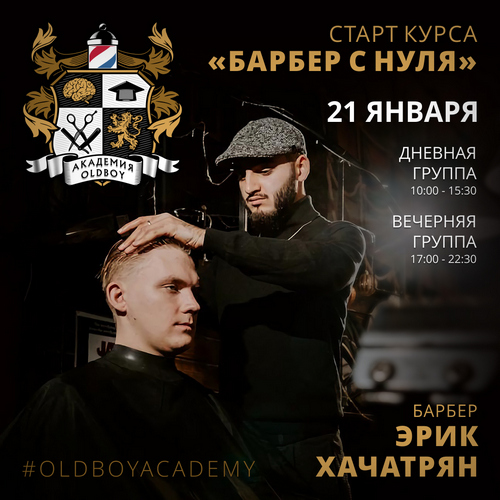 СТАРТ КУРСА
«БАРБЕР С НУЛЯ»
21 ЯНВАРЯ
ДНЕВНАЯ
ГРУППА
10:00 - 15:30
ВЕЧЕРНЯЯ
ГРУППА
17:00 - 22:30
АКАДЕМИЯ
OLDBOY
БАРБЕР
ЭРИК
ХАЧАТРЯН
#OLDBOYACADEMY